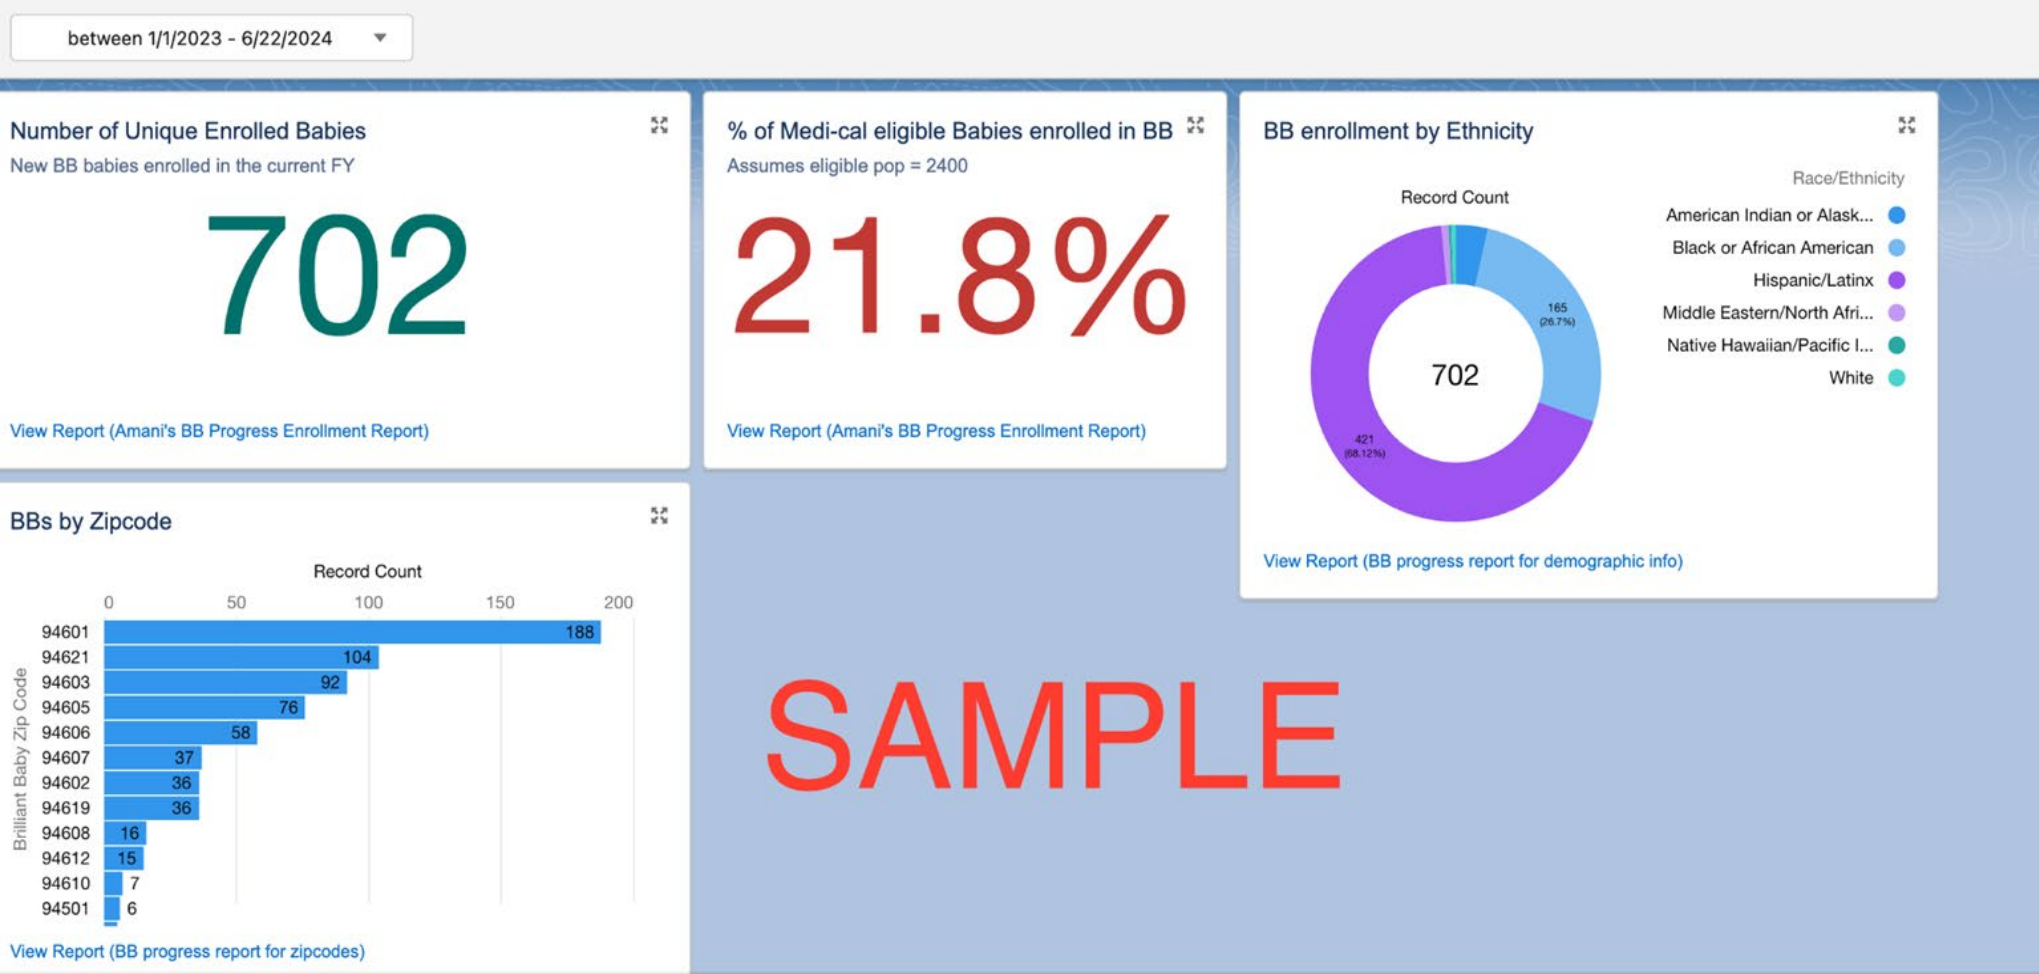 between 1/1/2023 - 6/22/2024
Number of Unique Enrolled Babies
New BB babies enrolled in the current FY
702
View Report (Amani's BB Progress Enrollment Report)
% of Medi-cal eligible Babies enrolled in BB
Assumes eligible pop = 2400
21.8%
View Report (Amani's BB Progress Enrollment Report)
BB enrollment by Ethnicity
Record Count
702
165
(26.7%)
421
(68.12%)
Race/Ethnicity
American Indian or Alask...
Black or African American
Hispanic/Latinx
Middle Eastern/North Afri...
Native Hawaiian/Pacific I...
White
View Report (BB progress report for demographic info)
BBs by Zipcode
Record Count
0 50 100 150 200
Brilliant Baby Zip Code
94601 188
94621 104
94603 92
94605 76
94606 58
94607 37
94602 36
94619 36
94608 16
94612 15
94610 7
94501 6
View Report (BB progress report for zipcodes)
SAMPLE